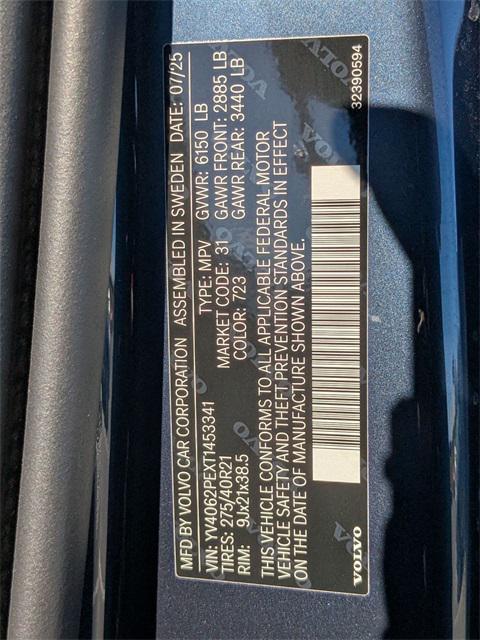 MFD BY VOLVO CAR CORPORATION ASSEMBLED IN SWEDEN DATE: 07/25
VIN: YV4062PEXT1453341 TYPE: MPV GVWR: 6150 LB
TIRES: 275/40R21 MARKET CODE: 31 GAWR FRONT: 2885 LB
RIM: 9Jx21x38.5 COLOR: 723 GAWR REAR: 3440 LB
THIS VEHICLE CONFORMS TO ALL APPLICABLE FEDERAL MOTOR
VEHICLE SAFETY AND THEFT PREVENTION STANDARDS IN EFFECT
ON THE DATE OF MANUFACTURE SHOWN ABOVE.
VOLVO 32390594